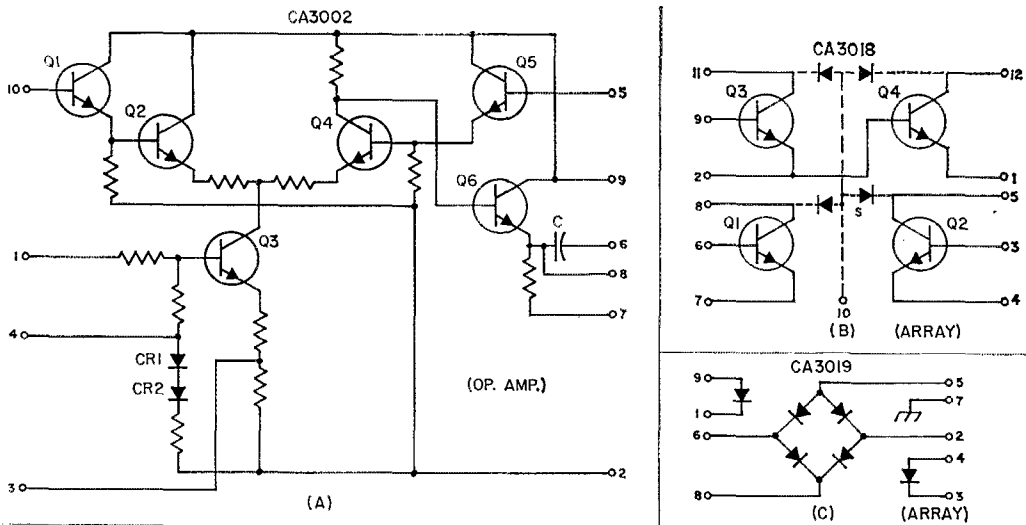 CA3002
Q1
Q5
10
Q2
Q4
5
Q6
9
C
6
Q3
1
8
7
4
CR1
CR2
(OP. AMP.)
2
3
(A)
CA3018
11
12
Q3
Q4
9
2
1
8
5
S
Q1
Q2
6
3
7
4
10
(B)
(ARRAY)
CA3019
9
5
7
1
6
2
4
8
3
(C)
(ARRAY)